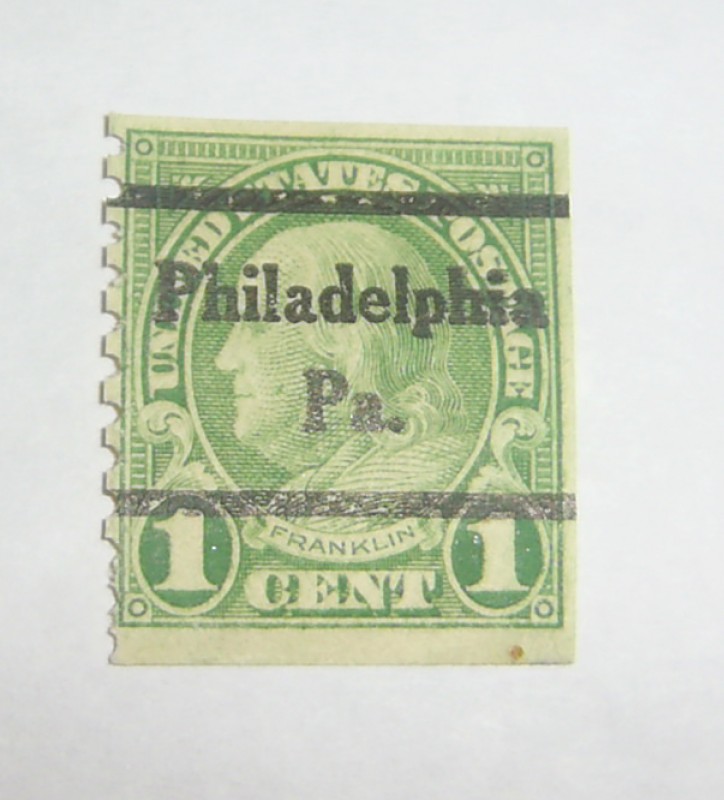 UNITED STATES POSTAGE
Philadelphia
Pa.
FRANKLIN
1 CENT 1